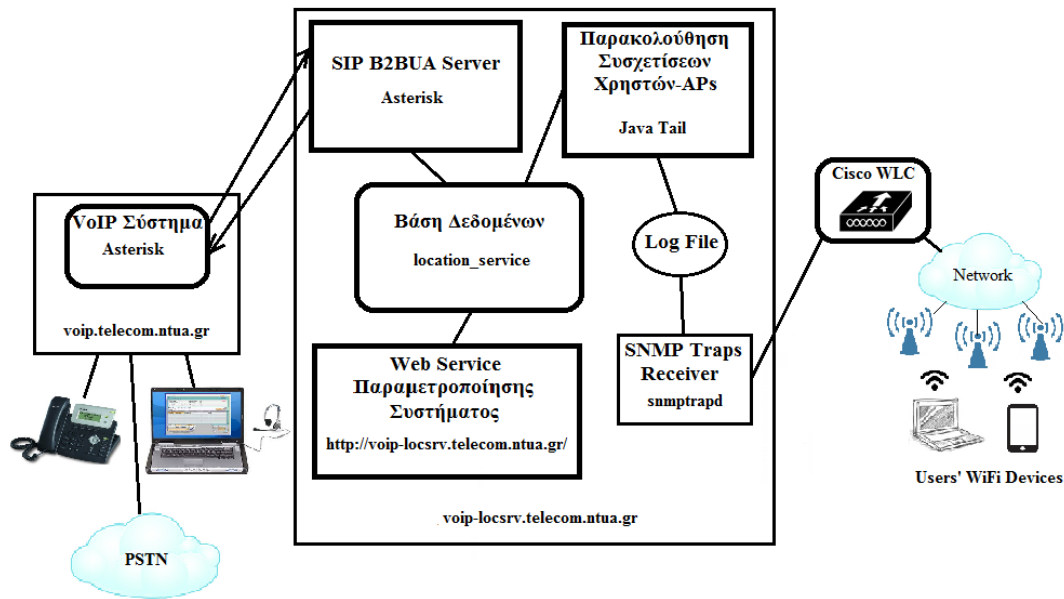 SIP B2BUA Server
Asterisk
Παρακολούθηση
Συσχετίσεων
Χρηστών-APs
Java Tail
Cisco WLC
VoIP Σύστημα
Asterisk
voip.telecom.ntua.gr
Βάση Δεδομένων
location_service
Log File
Network
Web Service
Παραμετροποίησης
Συστήματος
http://voip-locsrv.telecom.ntua.gr/
SNMP Traps
Receiver
snmptrapd
Users' WiFi Devices
voip-locsrv.telecom.ntua.gr
PSTN